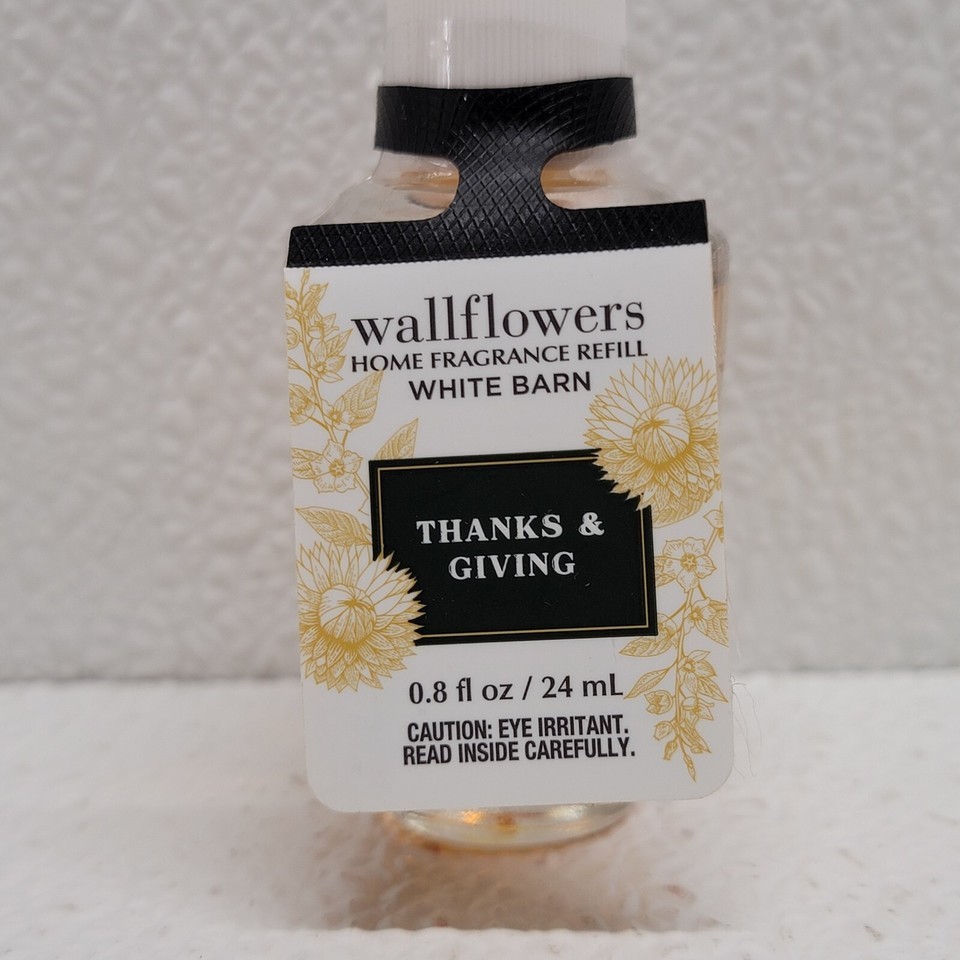 wallflowers
HOME FRAGRANCE REFILL
WHITE BARN
THANKS &
GIVING
0.8 fl oz / 24 mL
CAUTION: EYE IRRITANT.
READ INSIDE CAREFULLY.